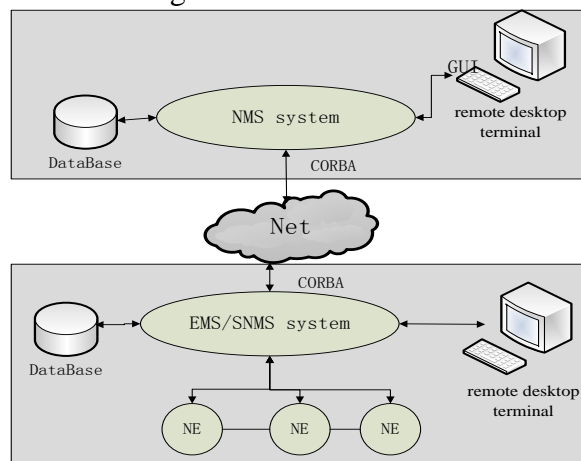 GUI
NMS system
remote desktop
terminal
DataBase
CORBA
Net
CORBA
EMS/SNMS system
DataBase
remote desktop
terminal
NE
NE
NE